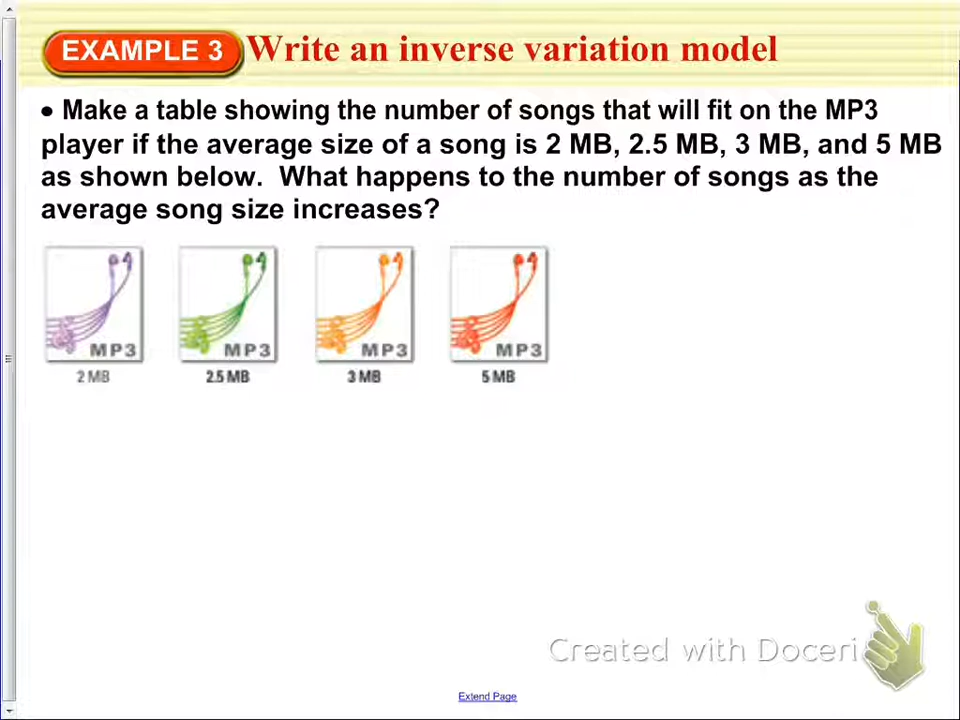 EXAMPLE 3 Write an inverse variation model
• Make a table showing the number of songs that will fit on the MP3
player if the average size of a song is 2 MB, 2.5 MB, 3 MB, and 5 MB
as shown below. What happens to the number of songs as the
average song size increases?
MP3 MP3 MP3 MP3
2 MB 2.5 MB 3 MB 5 MB
Created with Doceri
Extend Page